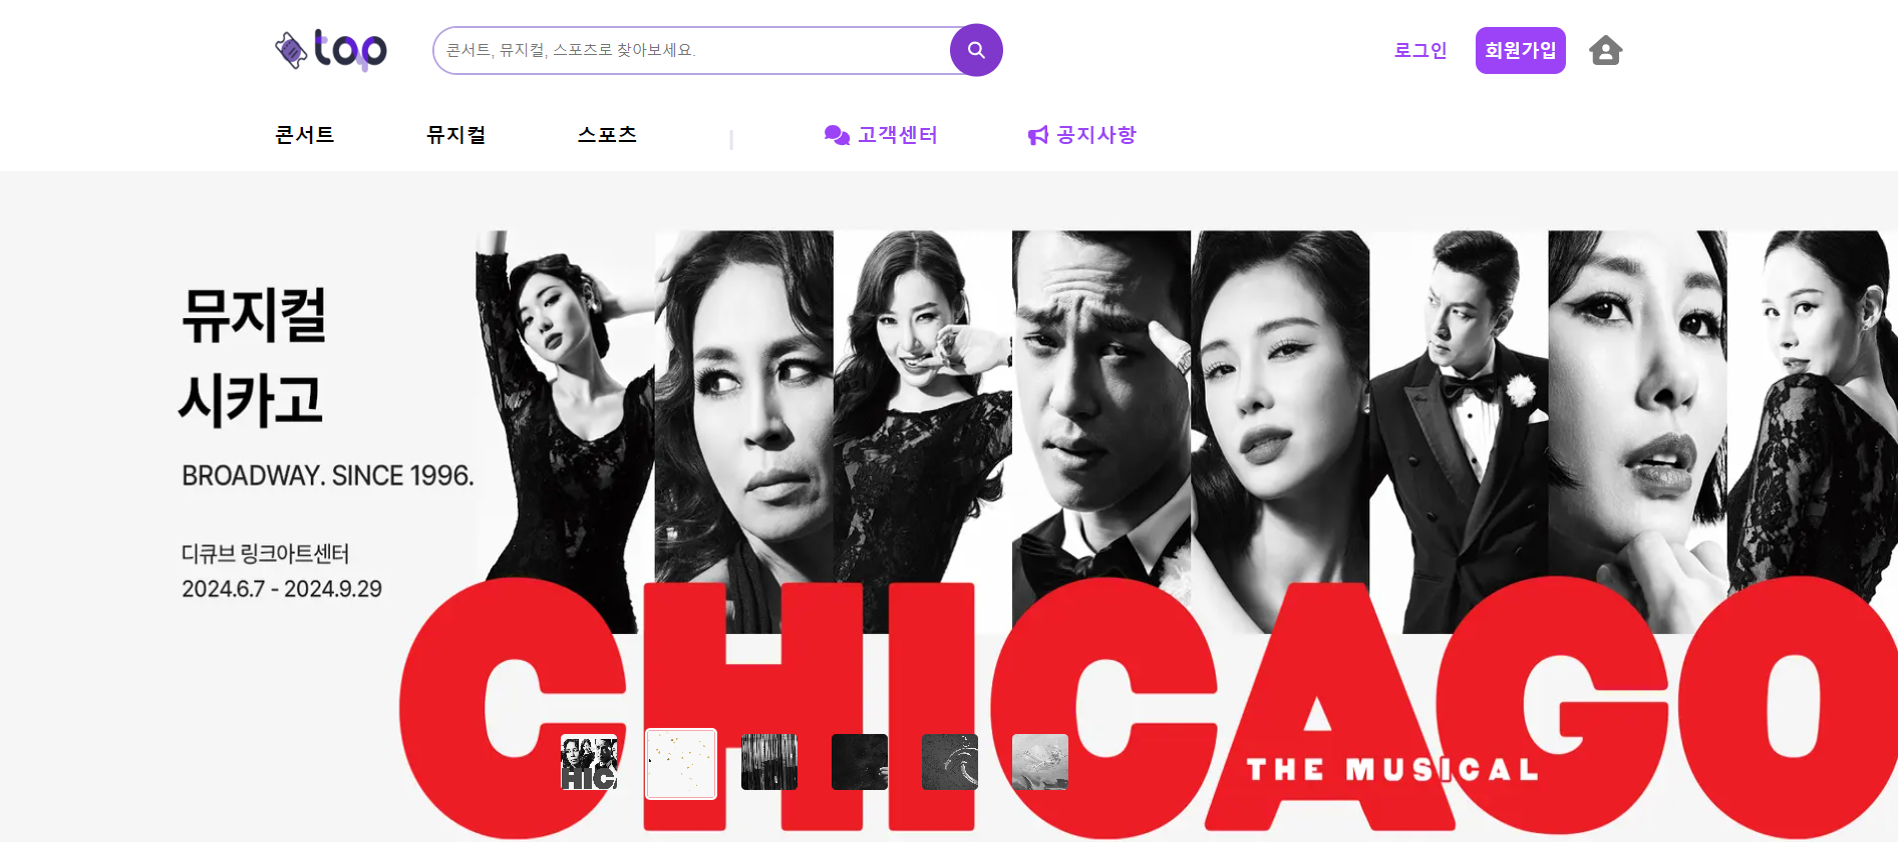 top
콘서트, 뮤지컬, 스포츠로 찾아보세요.
로그인
회원가입
콘서트
뮤지컬
스포츠
고객센터
공지사항
뮤지컬
시카고
BROADWAY. SINCE 1996.
디큐브 링크아트센터
2024.6.7 - 2024.9.29
CHICAGO
THE MUSICAL
HIC